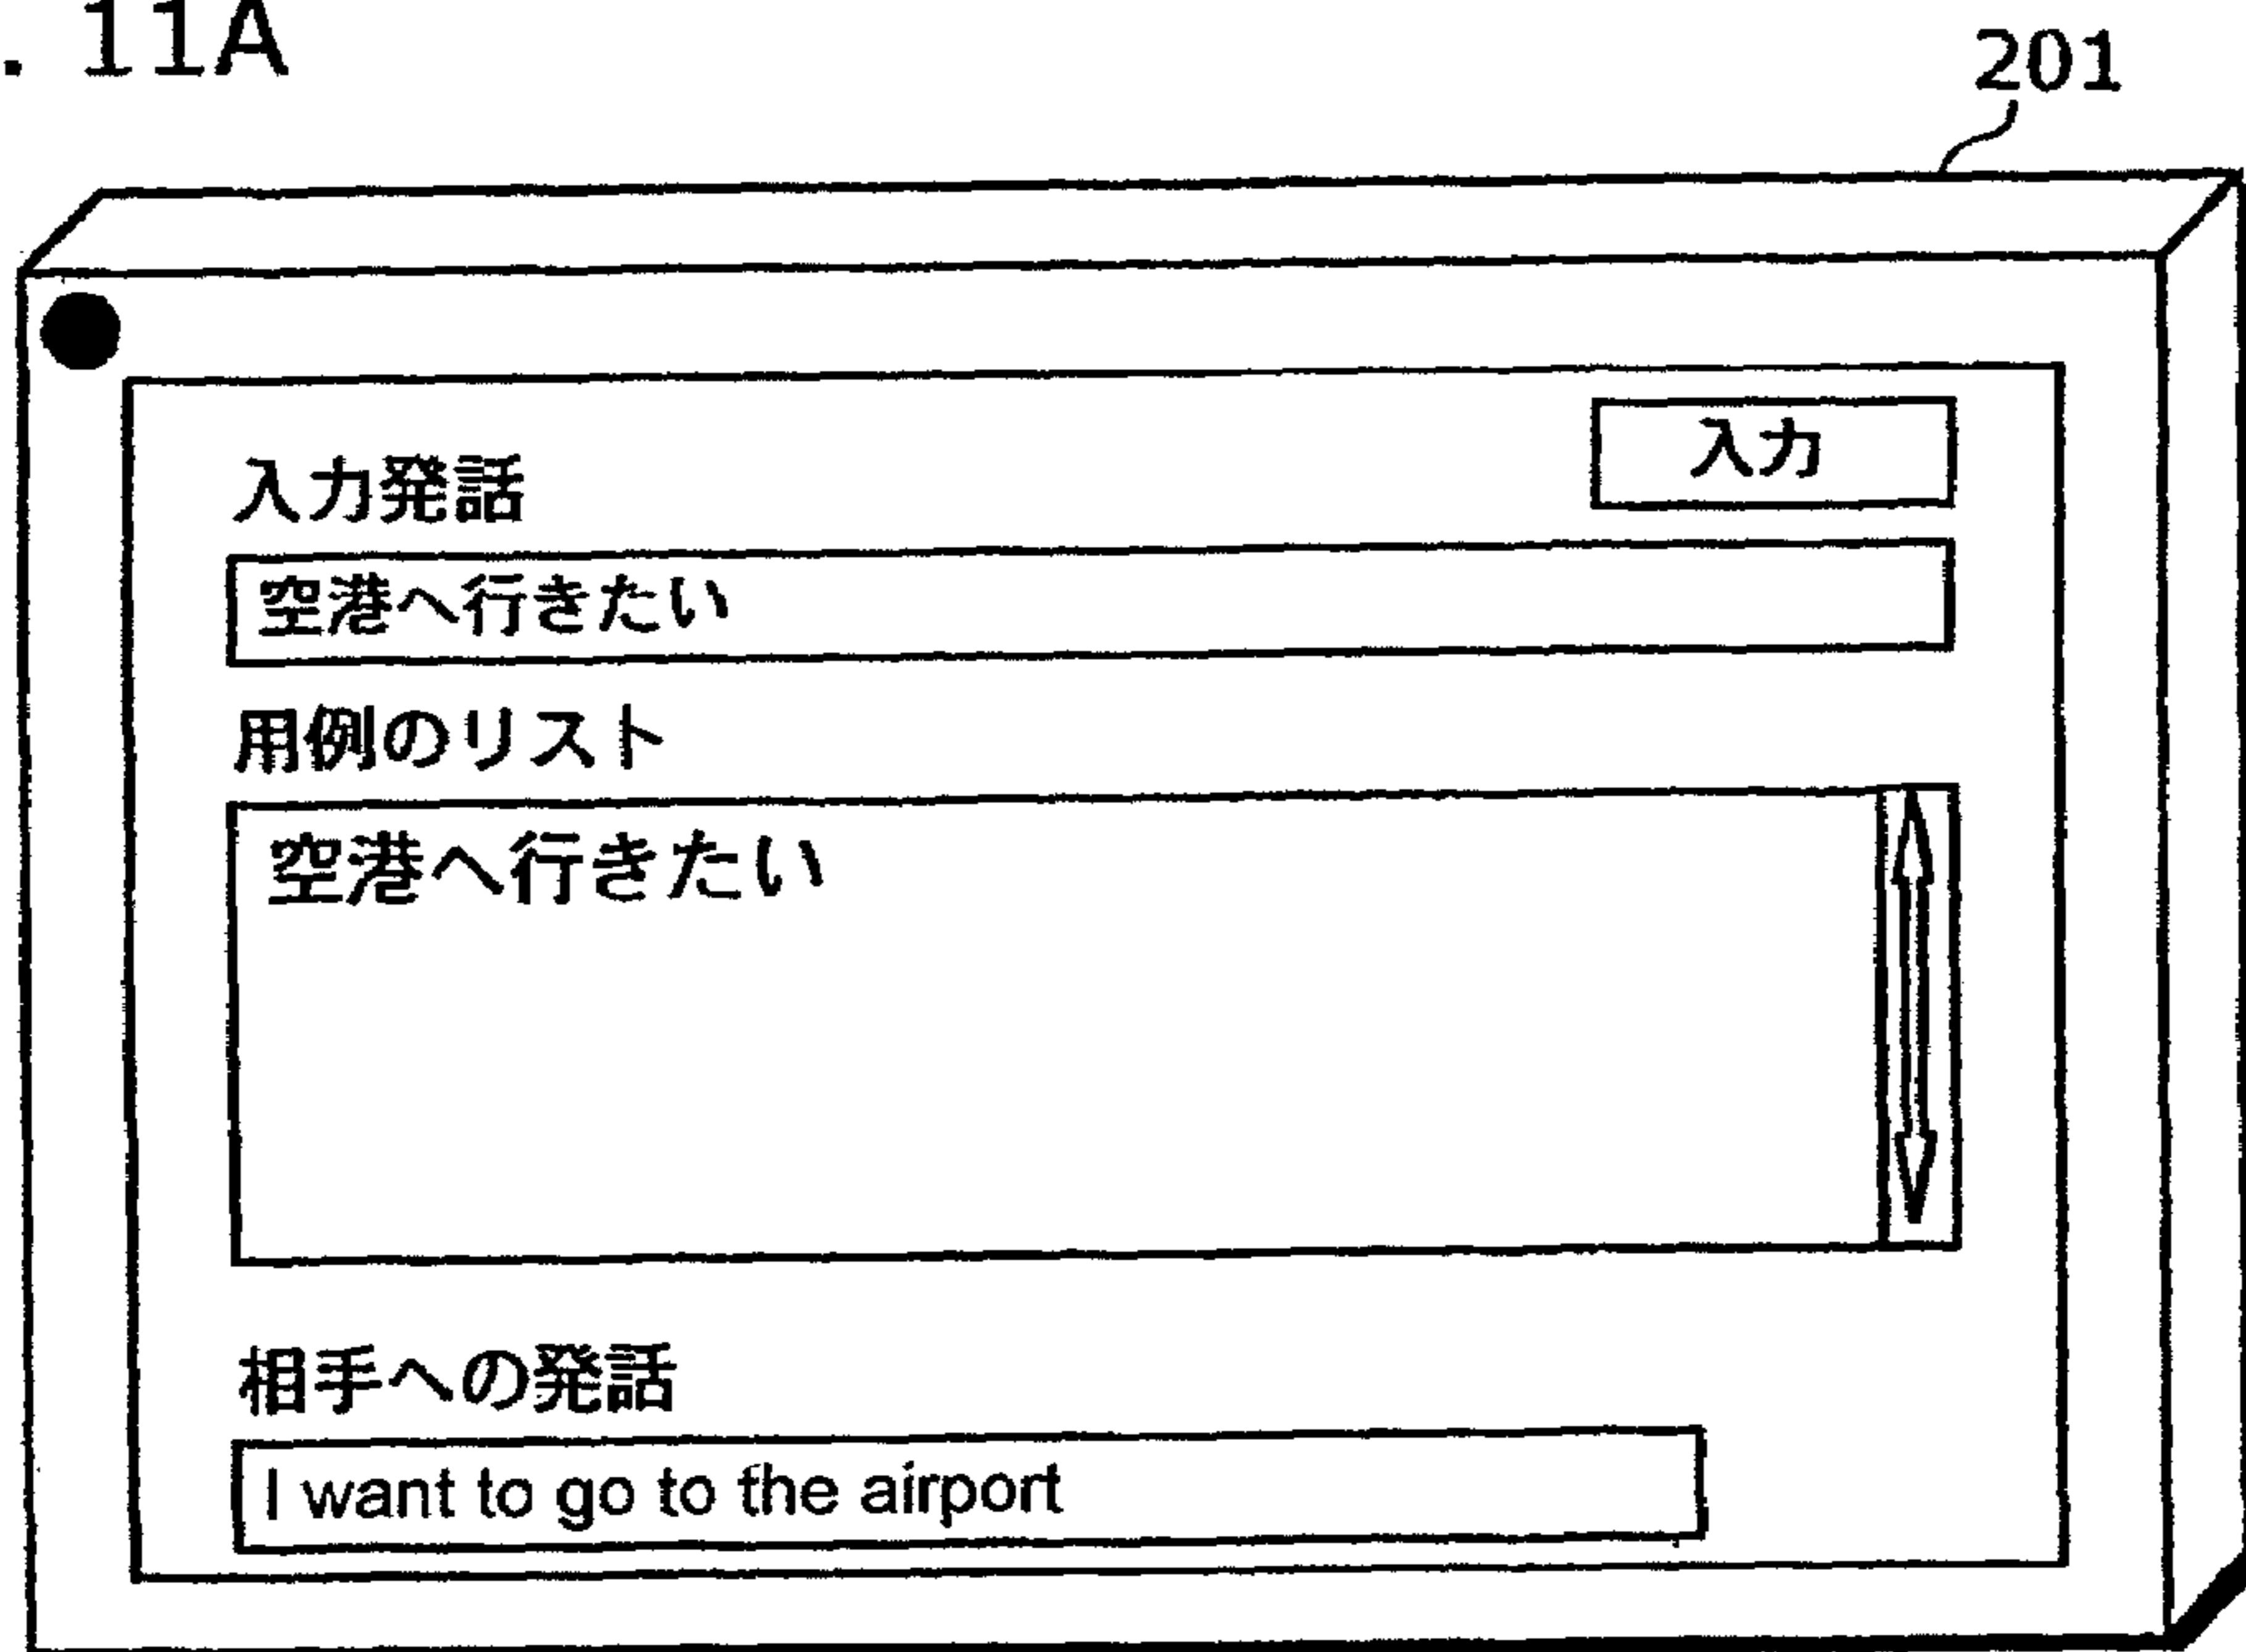 . 11A
201
入力
入力発話
空港へ行きたい
用例のリスト
空港へ行きたい
相手への発話
I want to go to the airport